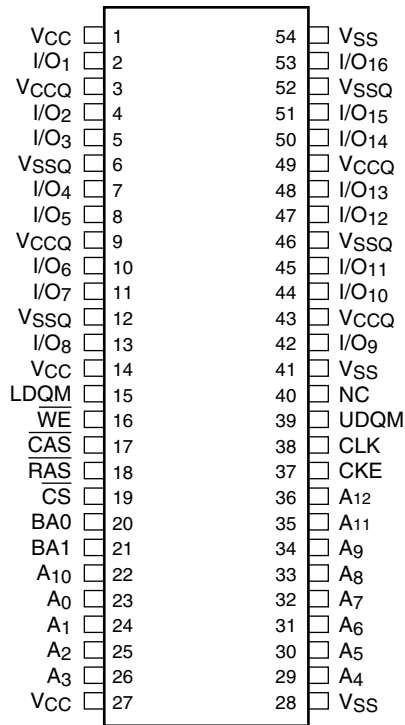 VCC 1 54 VSS
I/O1 2 53 I/O16
VCCQ 3 52 VSSQ
I/O2 4 51 I/O15
I/O3 5 50 I/O14
VSSQ 6 49 VCCQ
I/O4 7 48 I/O13
I/O5 8 47 I/O12
VCCQ 9 46 VSSQ
I/O6 10 45 I/O11
I/O7 11 44 I/O10
VSSQ 12 43 VCCQ
I/O8 13 42 I/O9
VCC 14 41 VSS
LDQM 15 40 NC
W̅E̅ 16 39 UDQM
C̅A̅S̅ 17 38 CLK
R̅A̅S̅ 18 37 CKE
C̅S̅ 19 36 A12
BA0 20 35 A11
BA1 21 34 A9
A10 22 33 A8
A0 23 32 A7
A1 24 31 A6
A2 25 30 A5
A3 26 29 A4
VCC 27 28 VSS